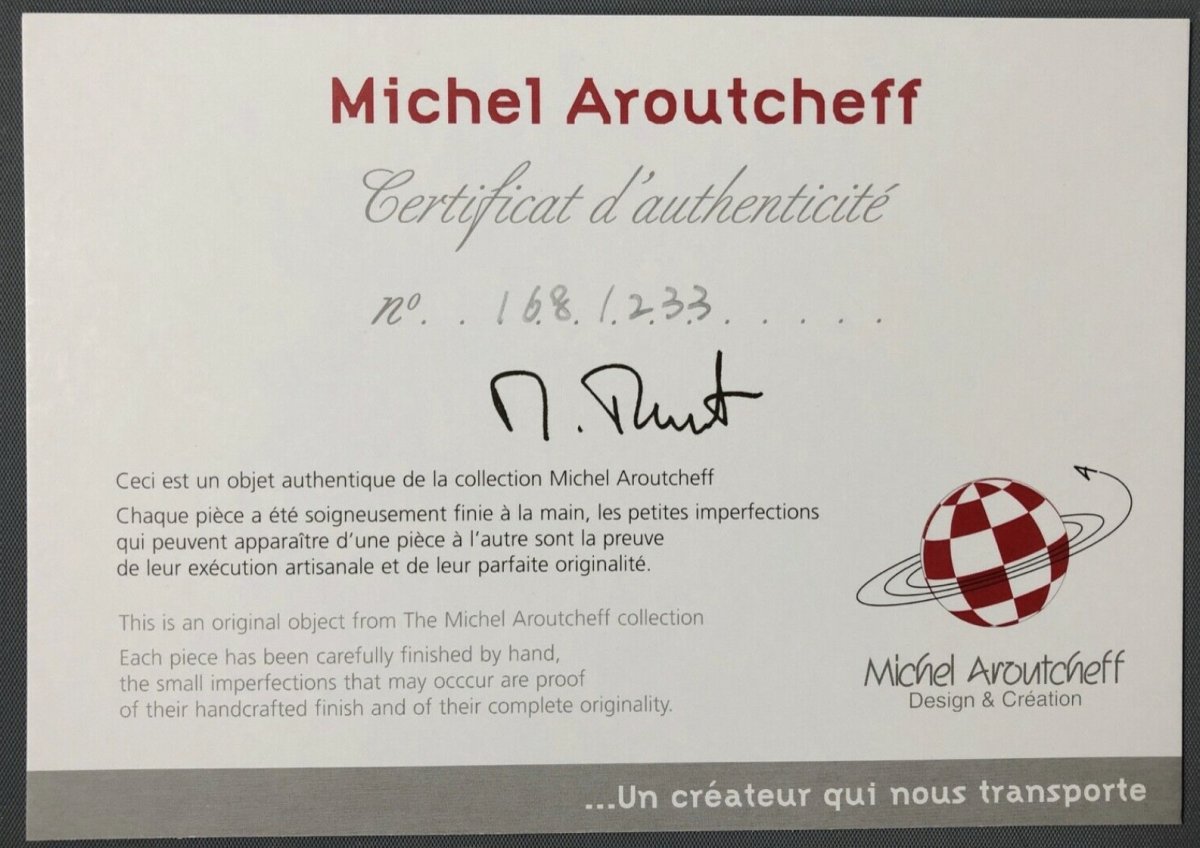 Michel Aroutcheff
Certificat d'authenticité
nº. . 168.1.2.33. . . . . .
Ceci est un objet authentique de la collection Michel Aroutcheff
Chaque pièce a été soigneusement finie à la main, les petites imperfections
qui peuvent apparaître d'une pièce à l'autre sont la preuve
de leur exécution artisanale et de leur parfaite originalité.
This is an original object from The Michel Aroutcheff collection
Each piece has been carefully finished by hand,
the small imperfections that may occcur are proof
of their handcrafted finish and of their complete originality.
Michel Aroutcheff
Design & Création
...Un créateur qui nous transporte